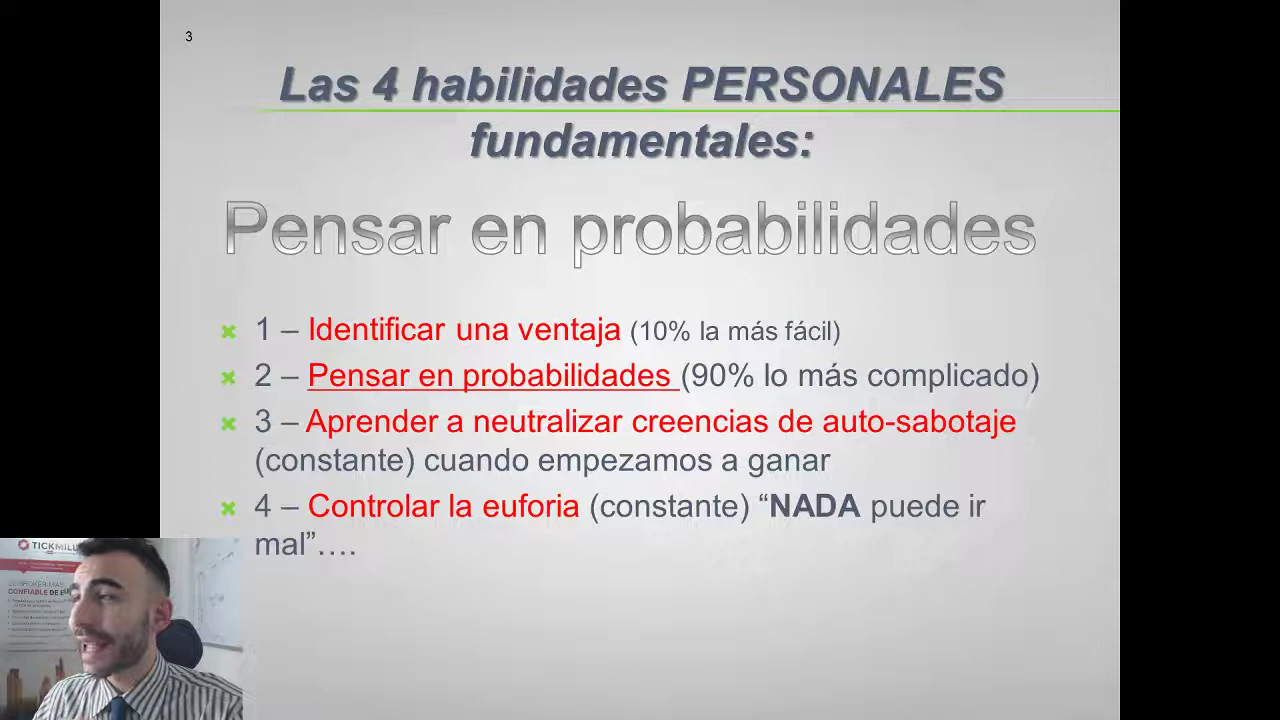 3
Las 4 habilidades PERSONALES
fundamentales:
Pensar en probabilidades
1 – Identificar una ventaja (10% la más fácil)
2 – Pensar en probabilidades (90% lo más complicado)
3 – Aprender a neutralizar creencias de auto-sabotaje
(constante) cuando empezamos a ganar
4 – Controlar la euforia (constante) “NADA puede ir
mal”….
TICKMILL